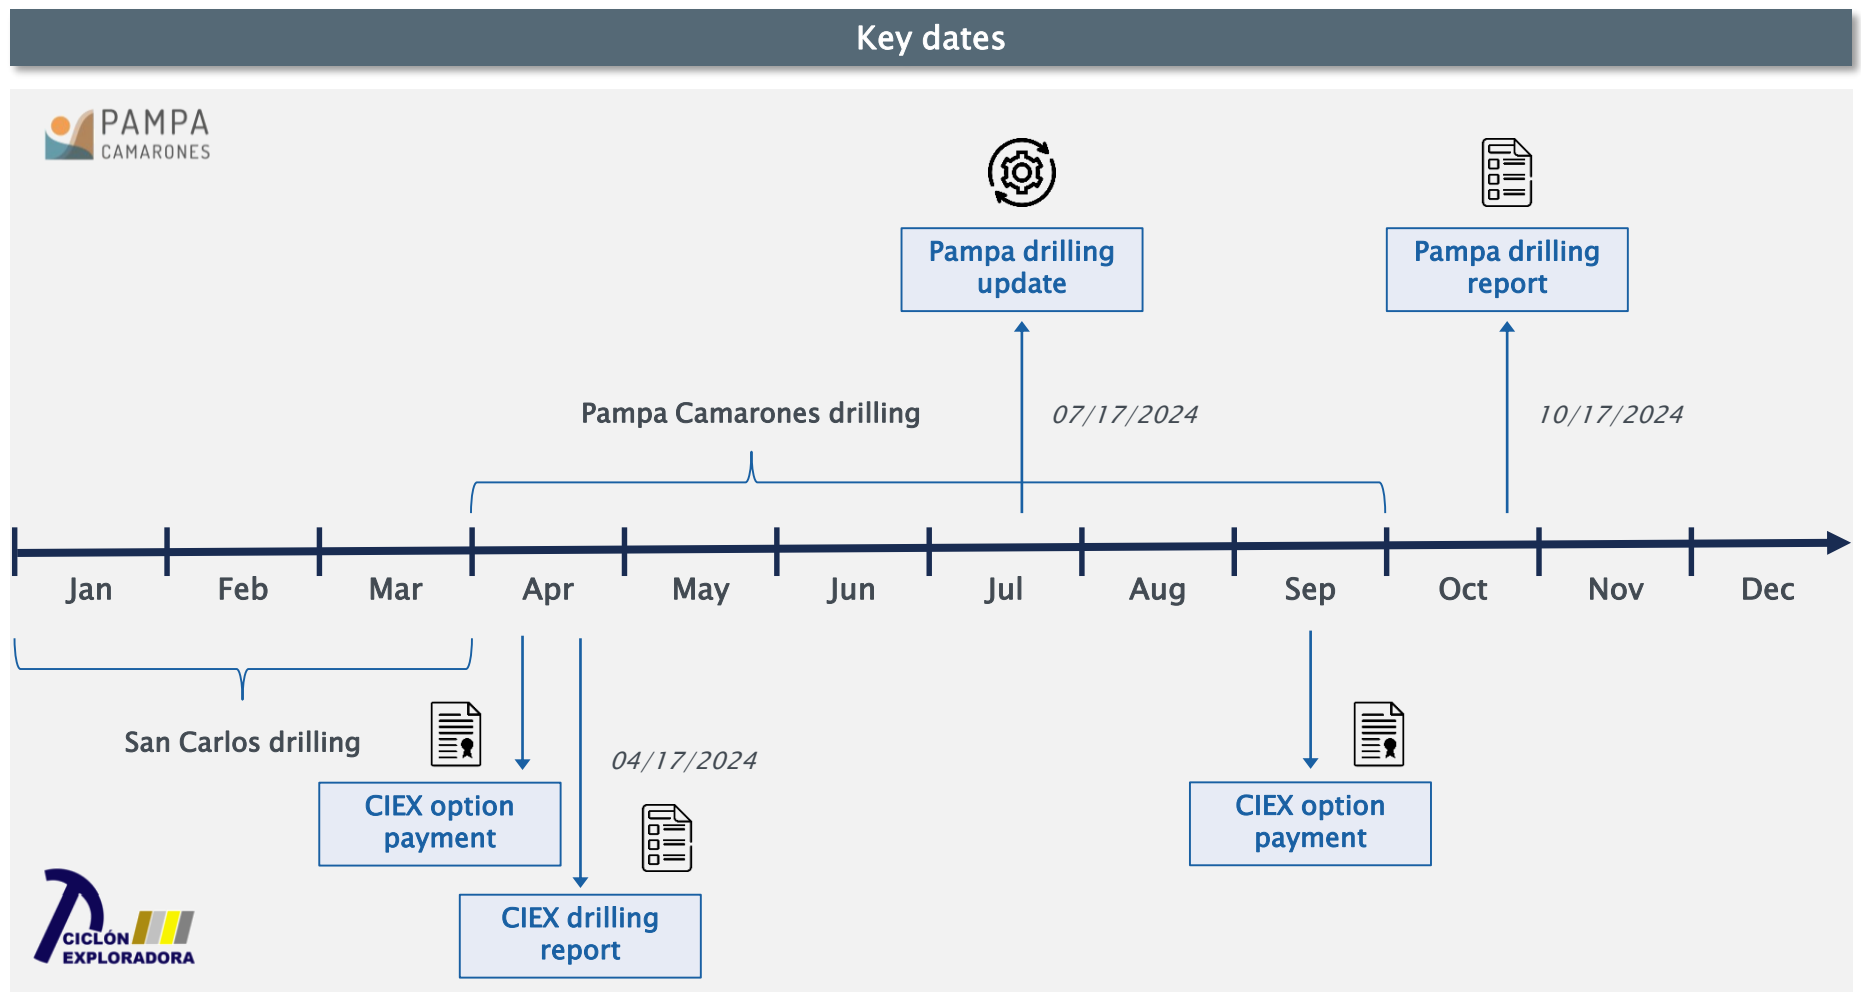 Key dates
PAMPA
CAMARONES
Pampa drilling
update
Pampa drilling
report
Pampa Camarones drilling
07/17/2024
10/17/2024
Jan
Feb
Mar
Apr
May
Jun
Jul
Aug
Sep
Oct
Nov
Dec
San Carlos drilling
04/17/2024
CIEX option
payment
CIEX option
payment
CIEX drilling
report
CICLÓN
EXPLORADORA